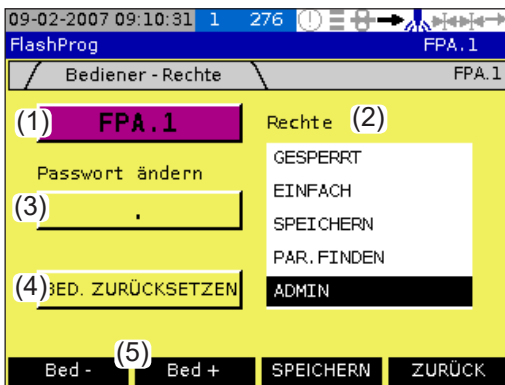 09-02-2007 09:10:31 1 276
FlashProg FPA.1
Bediener - Rechte FPA.1
(1) FPA.1 Rechte (2)
GESPERRT
Passwort ändern
EINFACH
(3) .
SPEICHERN
PAR.FINDEN
(4) BED. ZURÜCKSETZEN ADMIN
(5)
Bed - Bed + SPEICHERN ZURÜCK